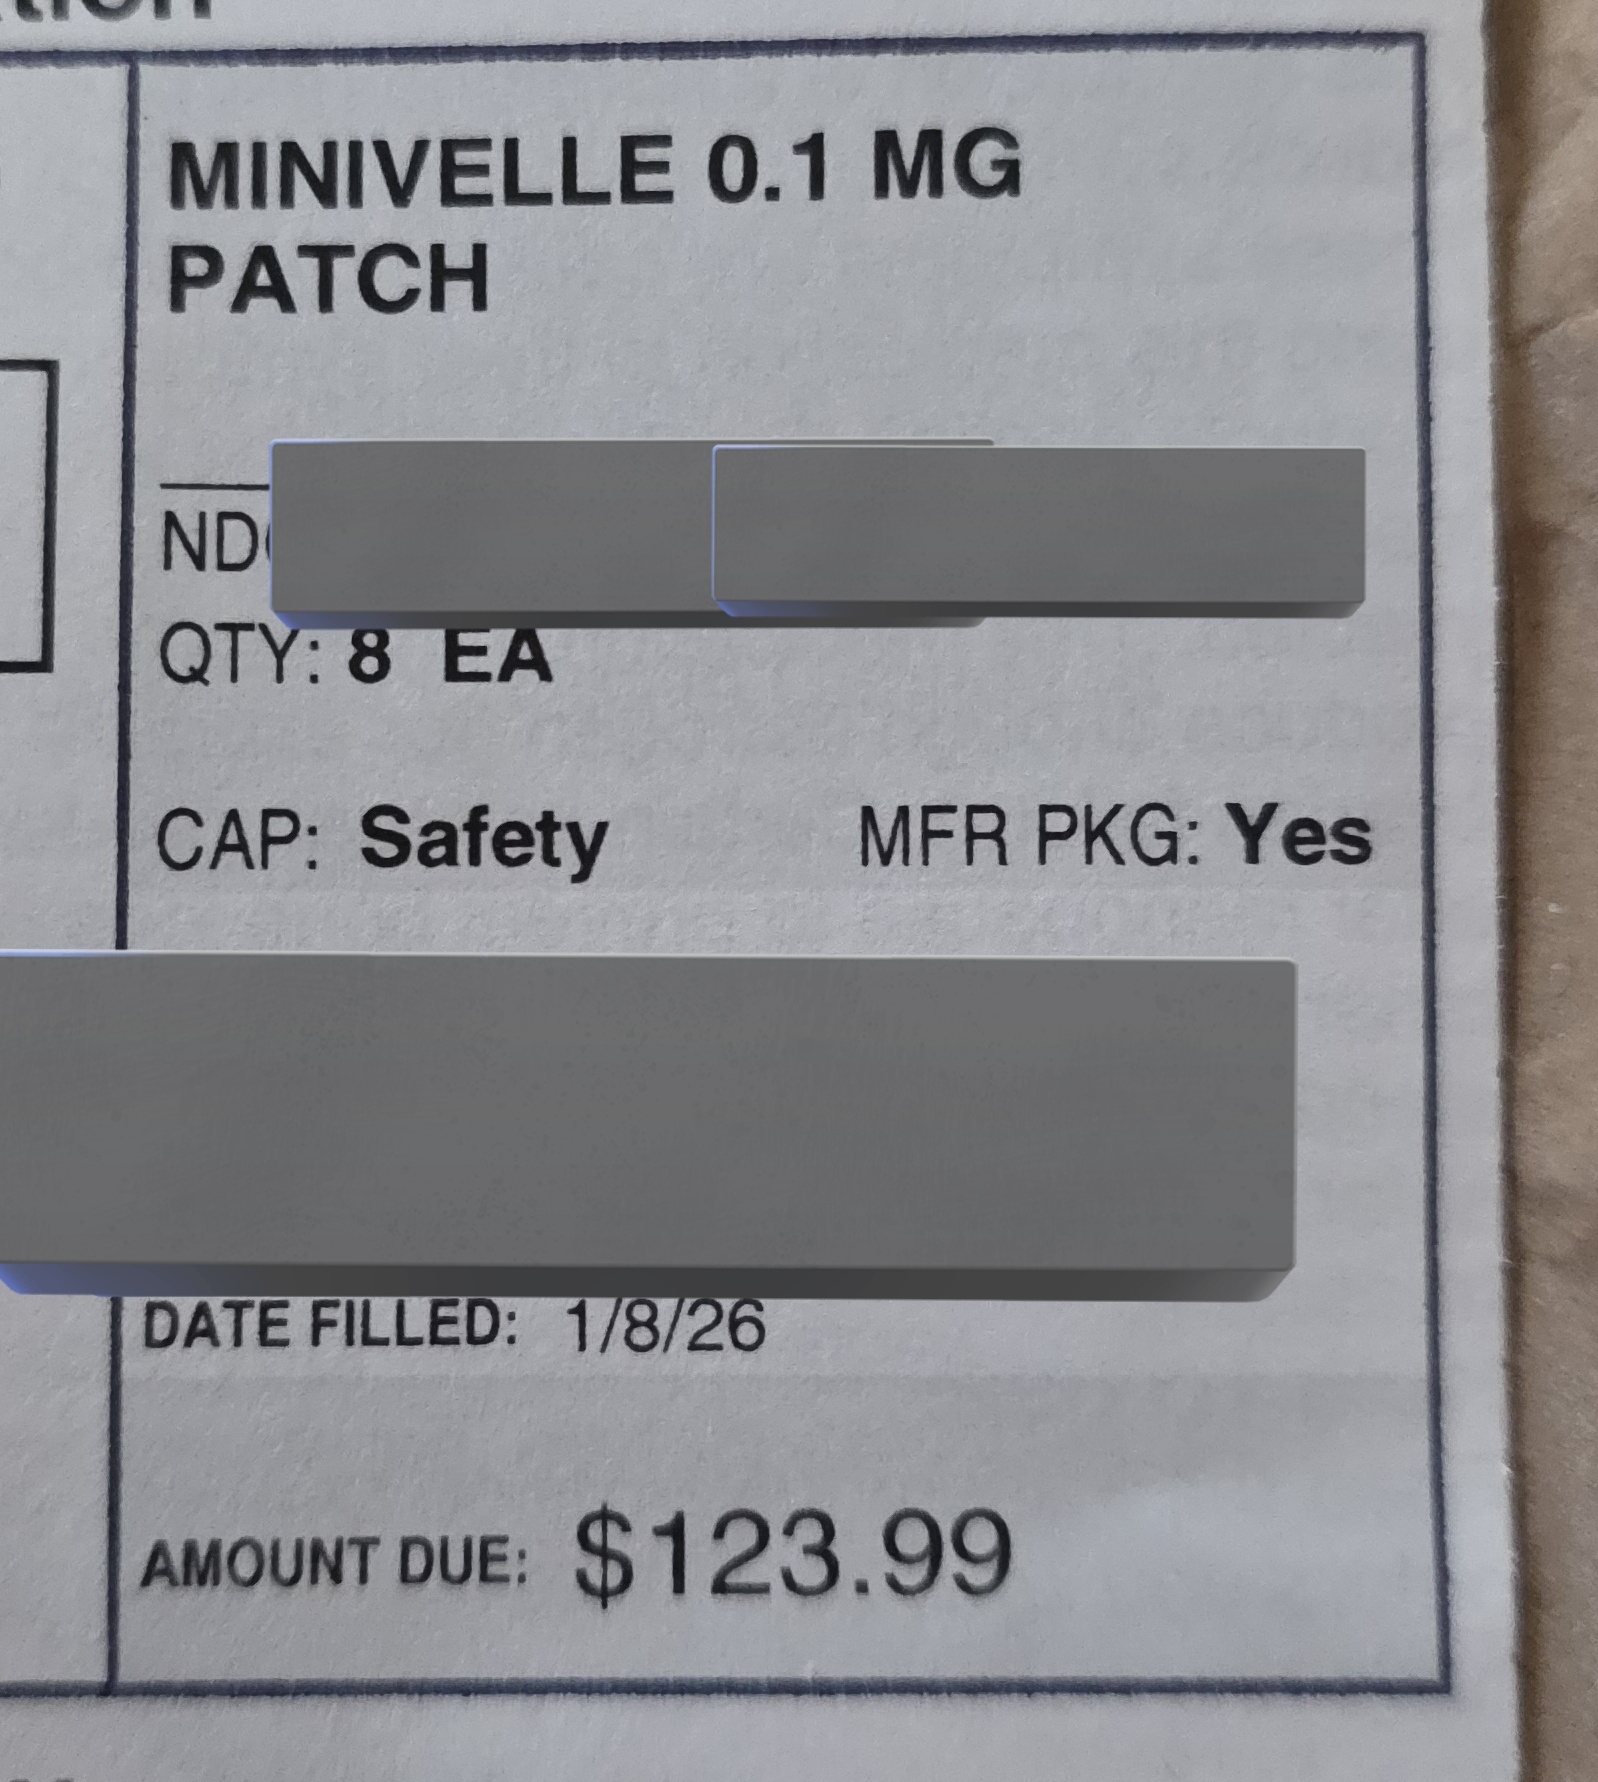 MINIVELLE 0.1 MG
PATCH
QTY: 8 EA
CAP: Safety MFR PKG: Yes
DATE FILLED: 1/8/26
AMOUNT DUE: $123.99